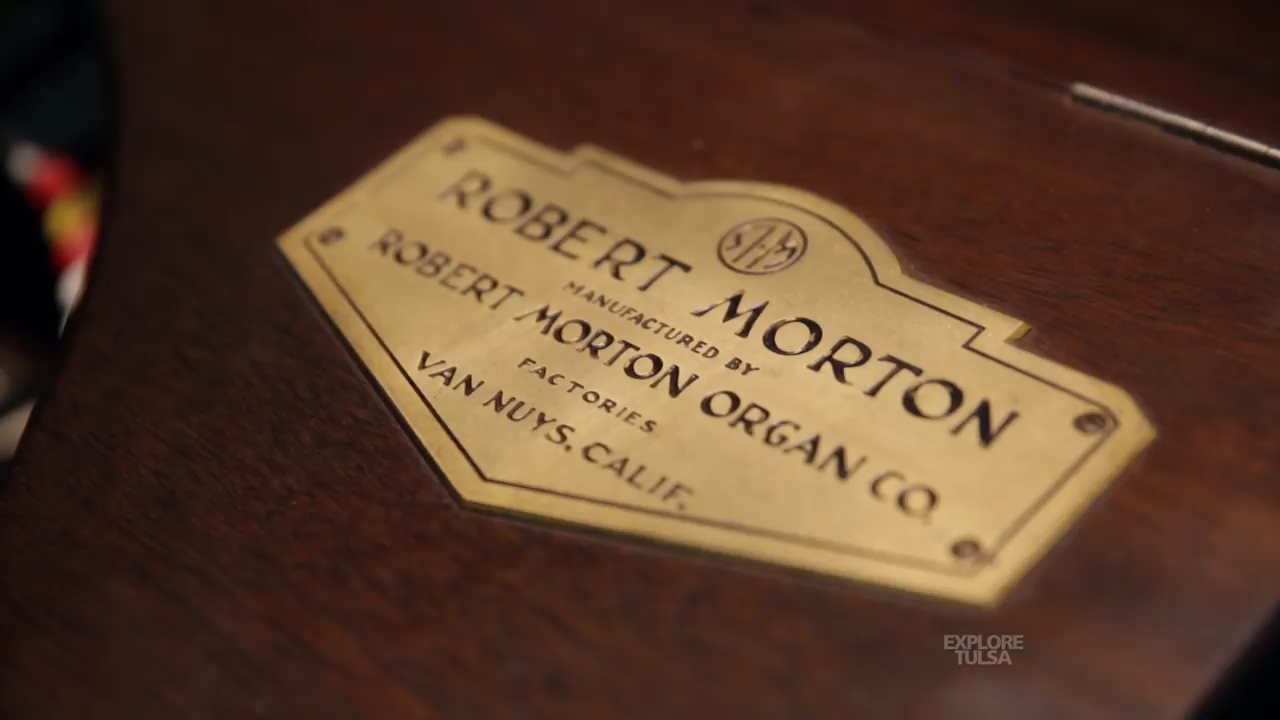 ROBERT MORTON
MANUFACTURED BY
ROBERT MORTON ORGAN CO.
FACTORIES
VAN NUYS, CALIF.
EXPLORE
TULSA